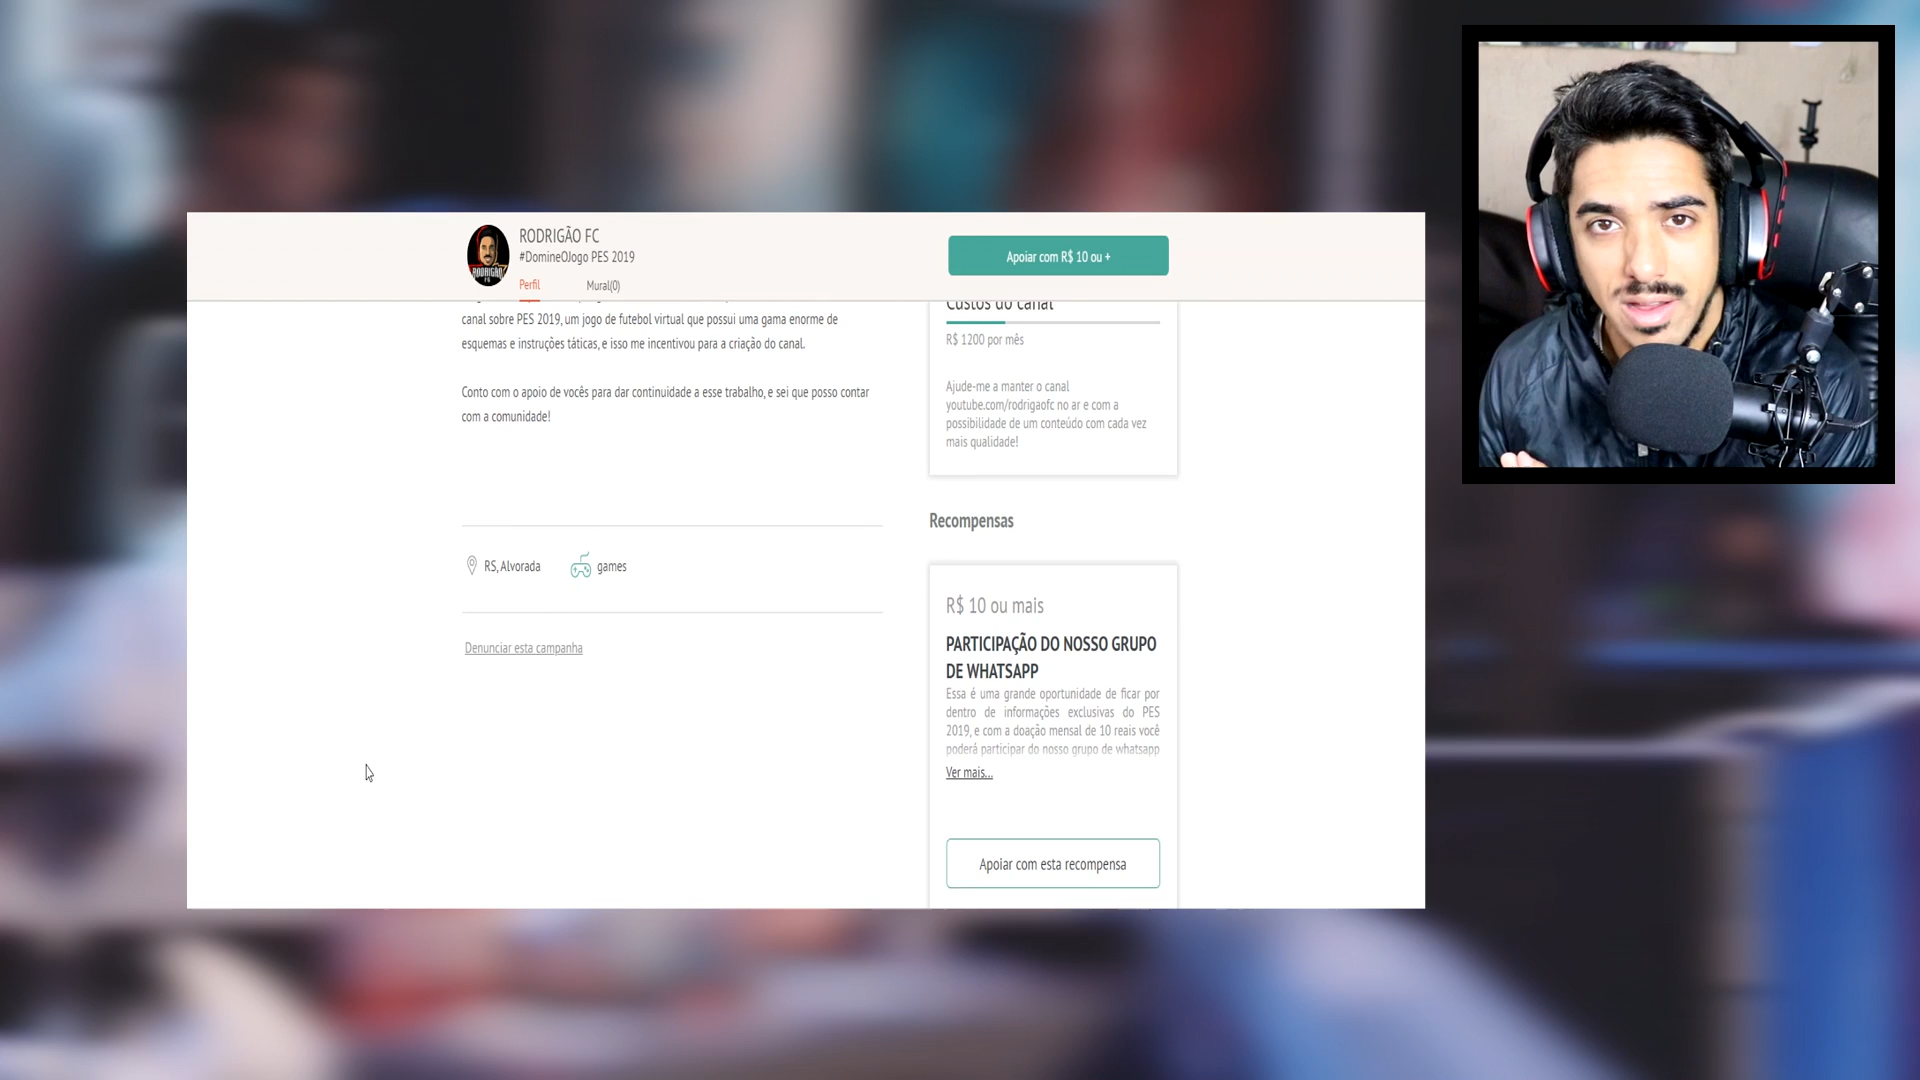 RODRIGÃO FC
#DomineOJogo PES 2019
Perfil
Mural(0)
Apoiar com R$ 10 ou +
canal sobre PES 2019, um jogo de futebol virtual que possui uma gama enorme de
esquemas e instruções táticas, e isso me incentivou para a criação do canal.
Conto com o apoio de vocês para dar continuidade a esse trabalho, e sei que posso contar
com a comunidade!
RS, Alvorada
games
Denunciar esta campanha
Custos do canal
R$ 1200 por mês
Ajude-me a manter o canal
youtube.com/rodrigaofc no ar e com a
possibilidade de um conteúdo com cada vez
mais qualidade!
Recompensas
R$ 10 ou mais
PARTICIPAÇÃO DO NOSSO GRUPO
DE WHATSAPP
Essa é uma grande oportunidade de ficar por
dentro de informações exclusivas do PES
2019, e com a doação mensal de 10 reais você
poderá participar do nosso grupo de whatsapp
Ver mais...
Apoiar com esta recompensa